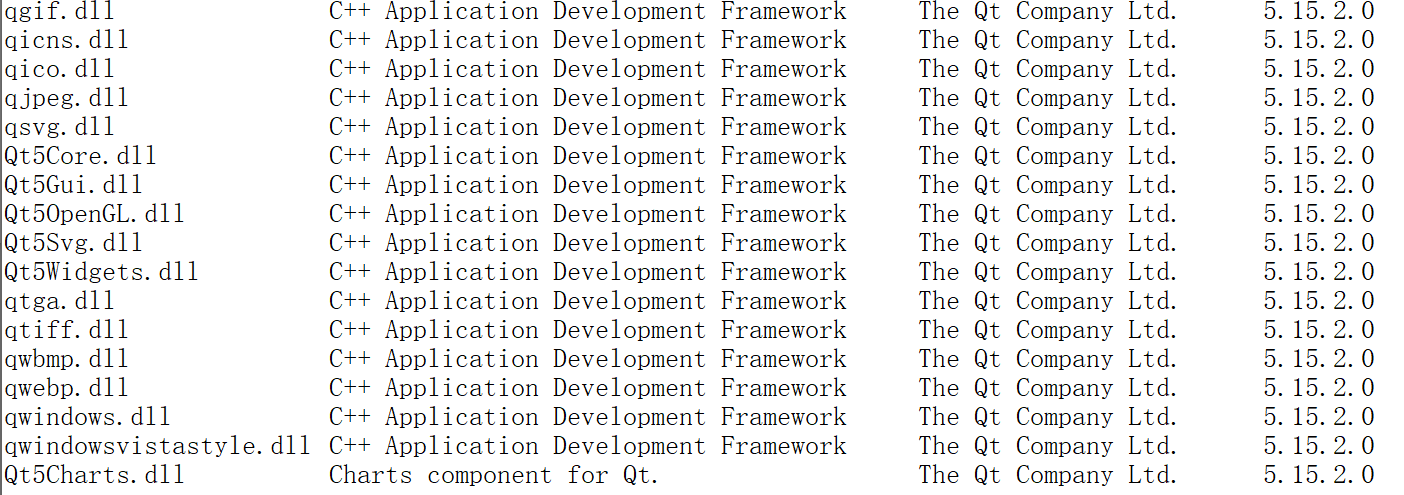 qgif.dll C++ Application Development Framework The Qt Company Ltd. 5.15.2.0
qicns.dll C++ Application Development Framework The Qt Company Ltd. 5.15.2.0
qico.dll C++ Application Development Framework The Qt Company Ltd. 5.15.2.0
qjpeg.dll C++ Application Development Framework The Qt Company Ltd. 5.15.2.0
qsvg.dll C++ Application Development Framework The Qt Company Ltd. 5.15.2.0
Qt5Core.dll C++ Application Development Framework The Qt Company Ltd. 5.15.2.0
Qt5Gui.dll C++ Application Development Framework The Qt Company Ltd. 5.15.2.0
Qt5OpenGL.dll C++ Application Development Framework The Qt Company Ltd. 5.15.2.0
Qt5Svg.dll C++ Application Development Framework The Qt Company Ltd. 5.15.2.0
Qt5Widgets.dll C++ Application Development Framework The Qt Company Ltd. 5.15.2.0
qtga.dll C++ Application Development Framework The Qt Company Ltd. 5.15.2.0
qtiff.dll C++ Application Development Framework The Qt Company Ltd. 5.15.2.0
qwbmp.dll C++ Application Development Framework The Qt Company Ltd. 5.15.2.0
qwebp.dll C++ Application Development Framework The Qt Company Ltd. 5.15.2.0
qwindows.dll C++ Application Development Framework The Qt Company Ltd. 5.15.2.0
qwindowsvistastyle.dll C++ Application Development Framework The Qt Company Ltd. 5.15.2.0
Qt5Charts.dll Charts component for Qt. The Qt Company Ltd. 5.15.2.0